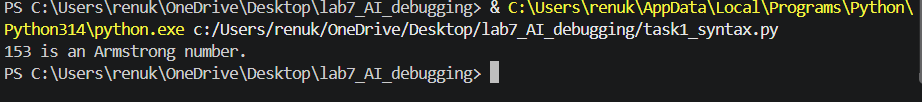 PS C:\Users\renuk\OneDrive\Desktop\lab7_AI_debugging> & C:\Users\renuk\AppData\Local\Programs\Python\
Python314\python.exe c:/Users/renuk/OneDrive/Desktop/lab7_AI_debugging/task1_syntax.py
153 is an Armstrong number.
PS C:\Users\renuk\OneDrive\Desktop\lab7_AI_debugging>